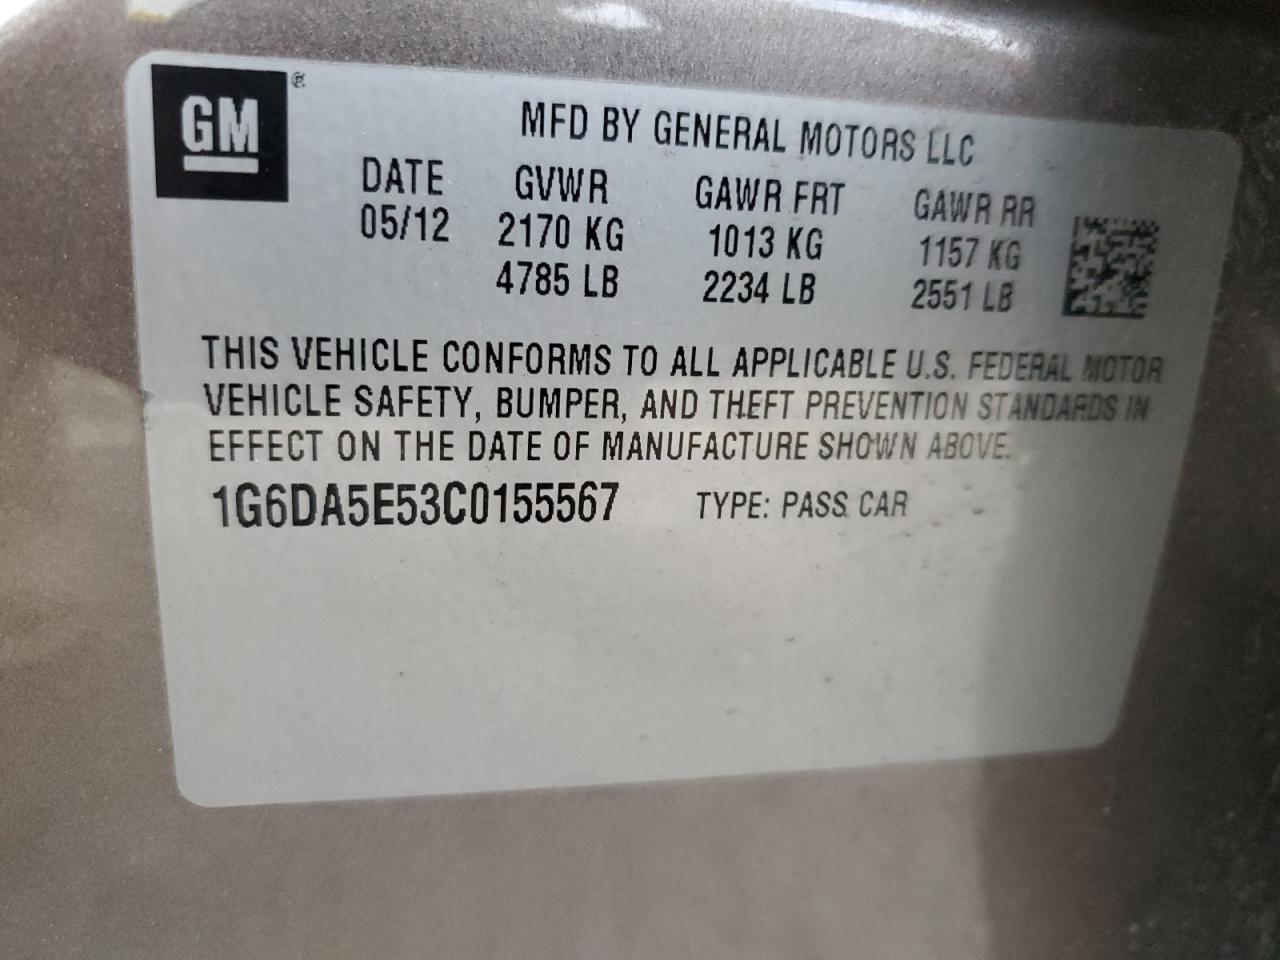 GM®
MFD BY GENERAL MOTORS LLC
DATE GVWR GAWR FRT GAWR RR
05/12 2170 KG 1013 KG 1157 KG
4785 LB 2234 LB 2551 LB
THIS VEHICLE CONFORMS TO ALL APPLICABLE U.S. FEDERAL MOTOR
VEHICLE SAFETY, BUMPER, AND THEFT PREVENTION STANDARDS IN
EFFECT ON THE DATE OF MANUFACTURE SHOWN ABOVE.
1G6DA5E53C0155567 TYPE: PASS CAR